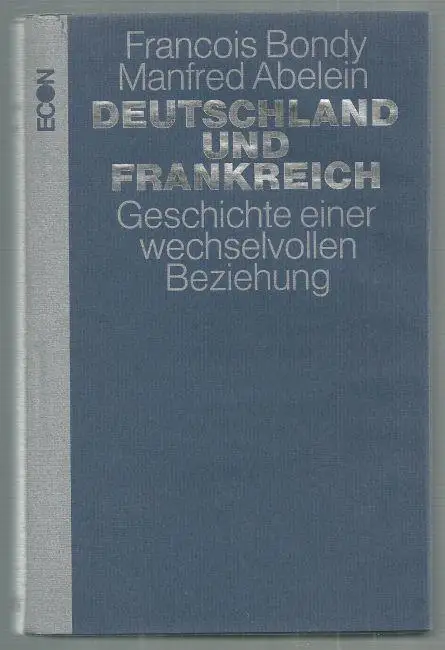 Francois Bondy
Manfred Abelein
DEUTSCHLAND
UND
FRANKREICH
Geschichte einer
wechselvollen
Beziehung
ECON